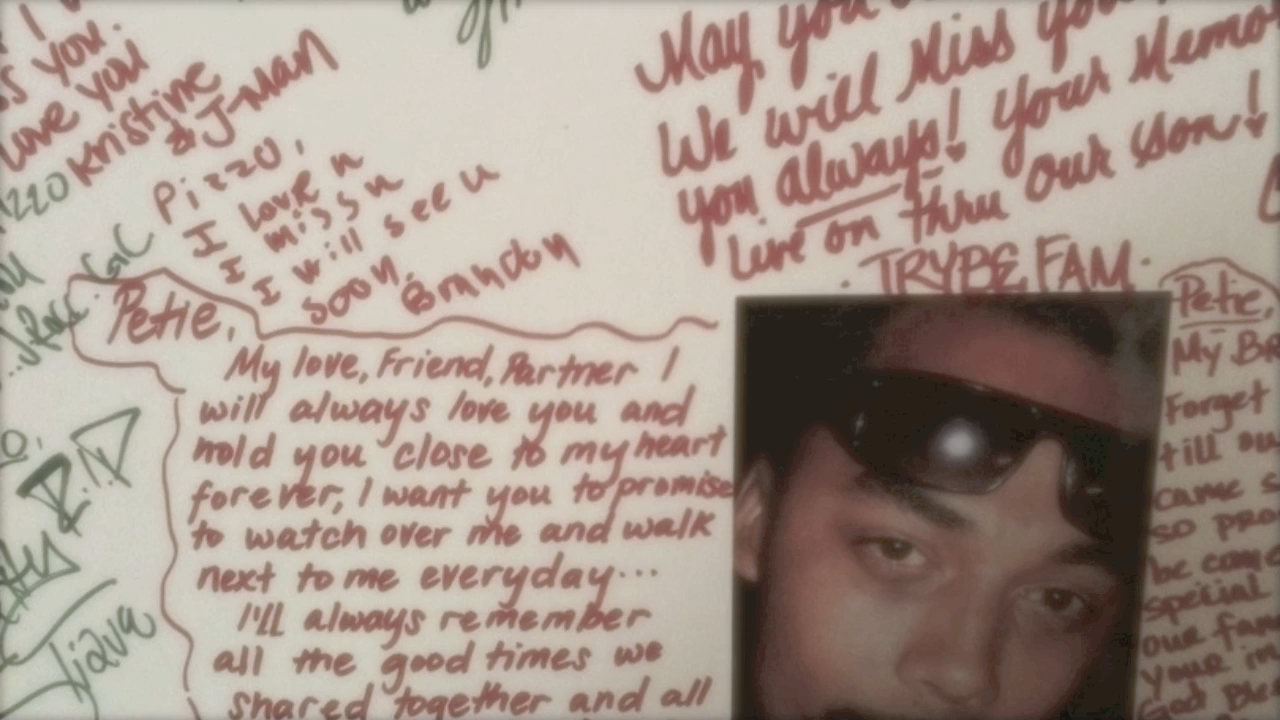 I
s you.
Love you
Kristine
& J-MAN
Pizzo,
I love u
I miss u
I will see u
soon.
Brandon
May you
We will Miss you
you always! Your Memo
Live on thru our Son!
TRYBE FAM.
Petie,
My love, Friend, Partner I
will always love you and
hold you close to my heart
forever, I want you to promise
to watch over me and walk
next to me everyday...
I'll always remember
all the good times we
shared together and all
Petie,
My BR
Forget
till ou
came s
so pro
be came
special
our fam
your in
God Bles
R.I.P